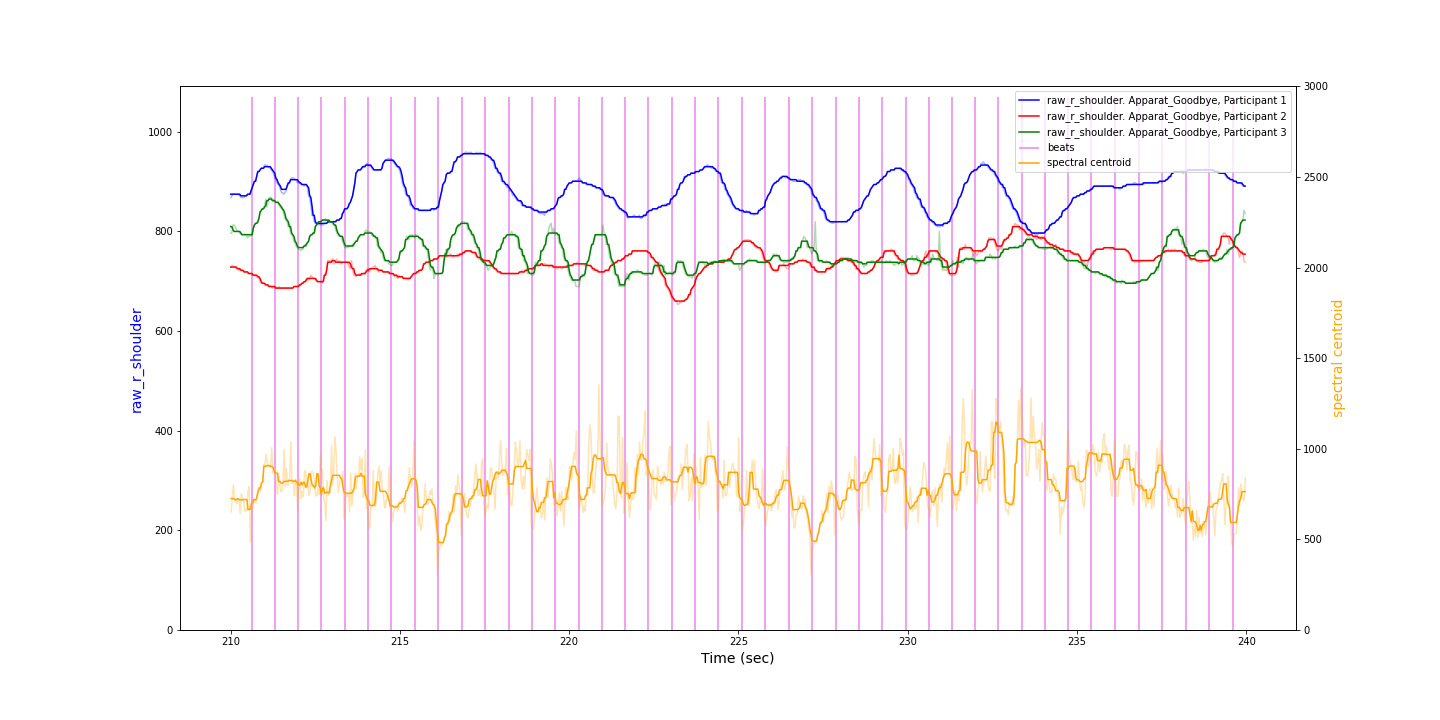 raw_r_shoulder. Apparat_Goodbye, Participant 1
raw_r_shoulder. Apparat_Goodbye, Participant 2
raw_r_shoulder. Apparat_Goodbye, Participant 3
beats
spectral centroid
raw_r_shoulder
1000
800
600
400
200
0
3000
2500
2000
1500
1000
500
0
spectral centroid
210
215
220
225
230
235
240
Time (sec)